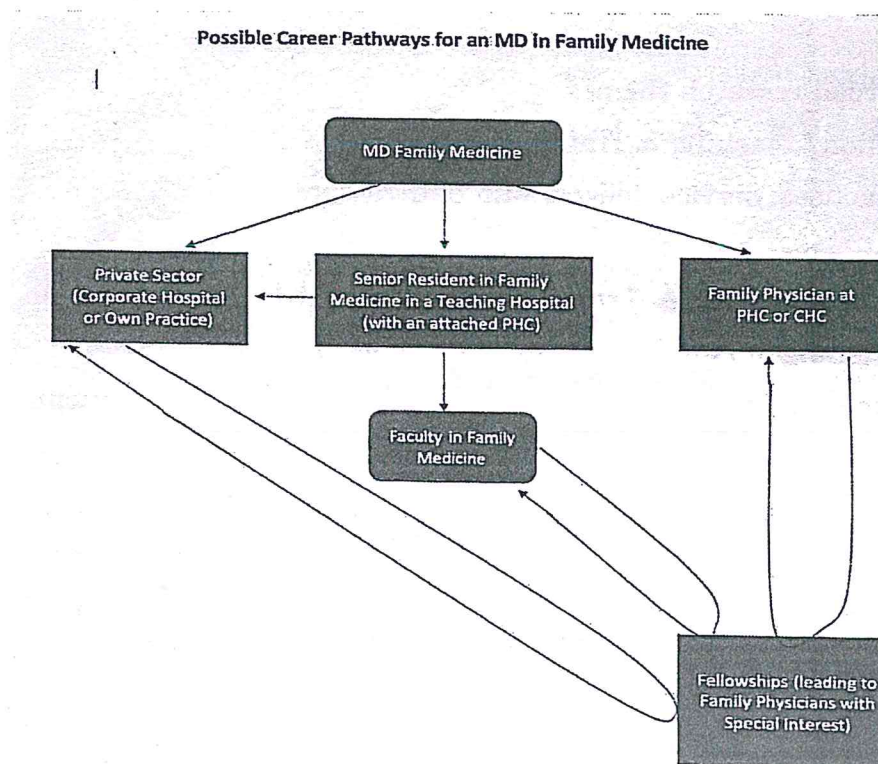 Possible Career Pathways for an MD in Family Medicine
MD Family Medicine
Private Sector
(Corporate Hospital
or Own Practice)
Senior Resident in Family
Medicine in a Teaching Hospital
(with an attached PHC)
Family Physician at
PHC or CHC
Faculty in Family
Medicine
Fellowships (leading to
Family Physicians with
Special Interest)